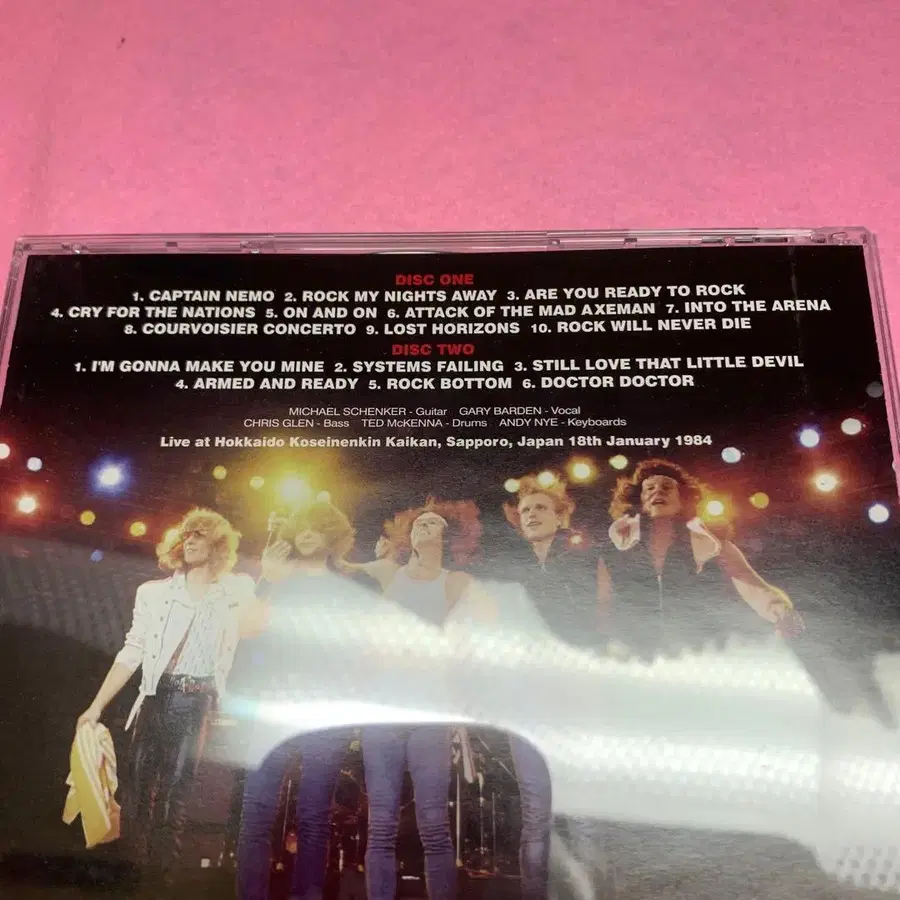 DISC ONE
1. CAPTAIN NEMO 2. ROCK MY NIGHTS AWAY 3. ARE YOU READY TO ROCK
4. CRY FOR THE NATIONS 5. ON AND ON 6. ATTACK OF THE MAD AXEMAN 7. INTO THE ARENA
8. COURVOISIER CONCERTO 9. LOST HORIZONS 10. ROCK WILL NEVER DIE
DISC TWO
1. I'M GONNA MAKE YOU MINE 2. SYSTEMS FAILING 3. STILL LOVE THAT LITTLE DEVIL
4. ARMED AND READY 5. ROCK BOTTOM 6. DOCTOR DOCTOR
MICHAEL SCHENKER - Guitar GARY BARDEN - Vocal
CHRIS GLEN - Bass TED McKENNA - Drums ANDY NYE - Keyboards
Live at Hokkaido Koseinenkin Kaikan, Sapporo, Japan 18th January 1984